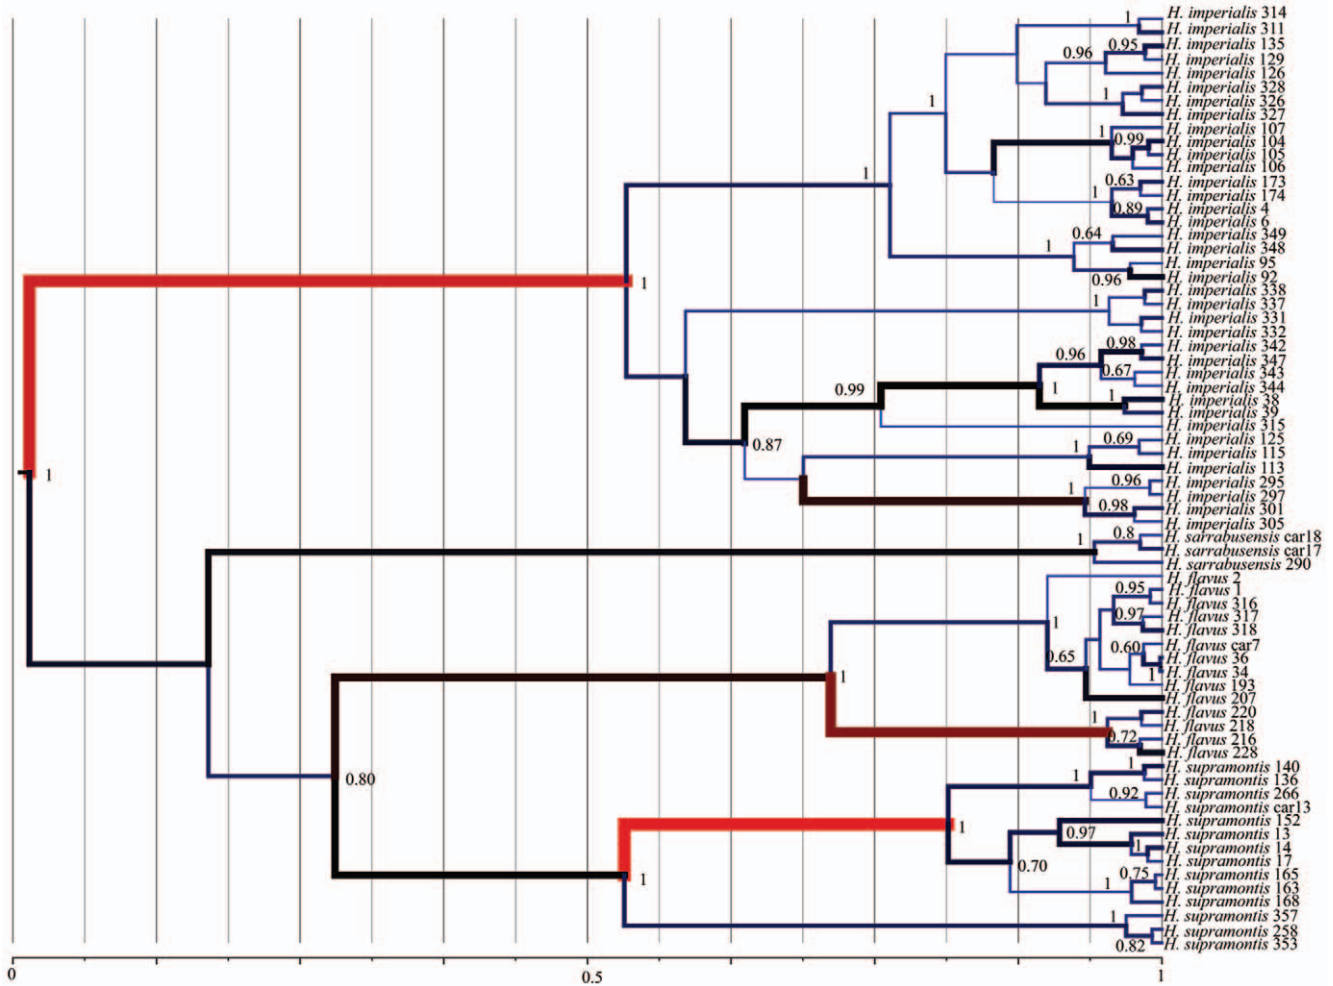 H. imperialis 314
1
H. imperialis 311
0.95
H. imperialis 135
0.96
H. imperialis 129
H. imperialis 126
H. imperialis 328
1
H. imperialis 326
1
H. imperialis 327
H. imperialis 107
1
0.99
H. imperialis 104
H. imperialis 105
H. imperialis 106
1
0.63
H. imperialis 173
1
H. imperialis 174
0.89
H. imperialis 4
H. imperialis 6
0.64
H. imperialis 349
1
H. imperialis 348
H. imperialis 95
0.96
H. imperialis 92
1
H. imperialis 338
1
H. imperialis 337
H. imperialis 331
H. imperialis 332
0.98
H. imperialis 342
0.96
H. imperialis 347
0.67
H. imperialis 343
0.99
1
H. imperialis 344
1
H. imperialis 38
H. imperialis 39
H. imperialis 315
0.87
0.69
H. imperialis 125
1
H. imperialis 115
H. imperialis 113
1
0.96
H. imperialis 295
1
H. imperialis 297
0.98
H. imperialis 301
H. imperialis 305
0.8
H. sarrabusensis car18
1
H. sarrabusensis car17
H. sarrabusensis 290
H. flavus 2
0.95
H. flavus 1
H. flavus 316
0.97
H. flavus 317
1
H. flavus 318
0.60
H. flavus car7
0.65
H. flavus 36
1
H. flavus 34
1
H. flavus 193
H. flavus 207
1
H. flavus 220
H. flavus 218
0.72
H. flavus 216
H. flavus 228
1
H. supramontis 140
0.80
1
H. supramontis 136
0.92
H. supramontis 266
H. supramontis car13
1
H. supramontis 152
0.97
H. supramontis 13
1
H. supramontis 14
0.70
H. supramontis 17
0.75
H. supramontis 165
1
1
H. supramontis 163
H. supramontis 168
1
H. supramontis 357
H. supramontis 258
0.82
H. supramontis 353
0
0.5
1